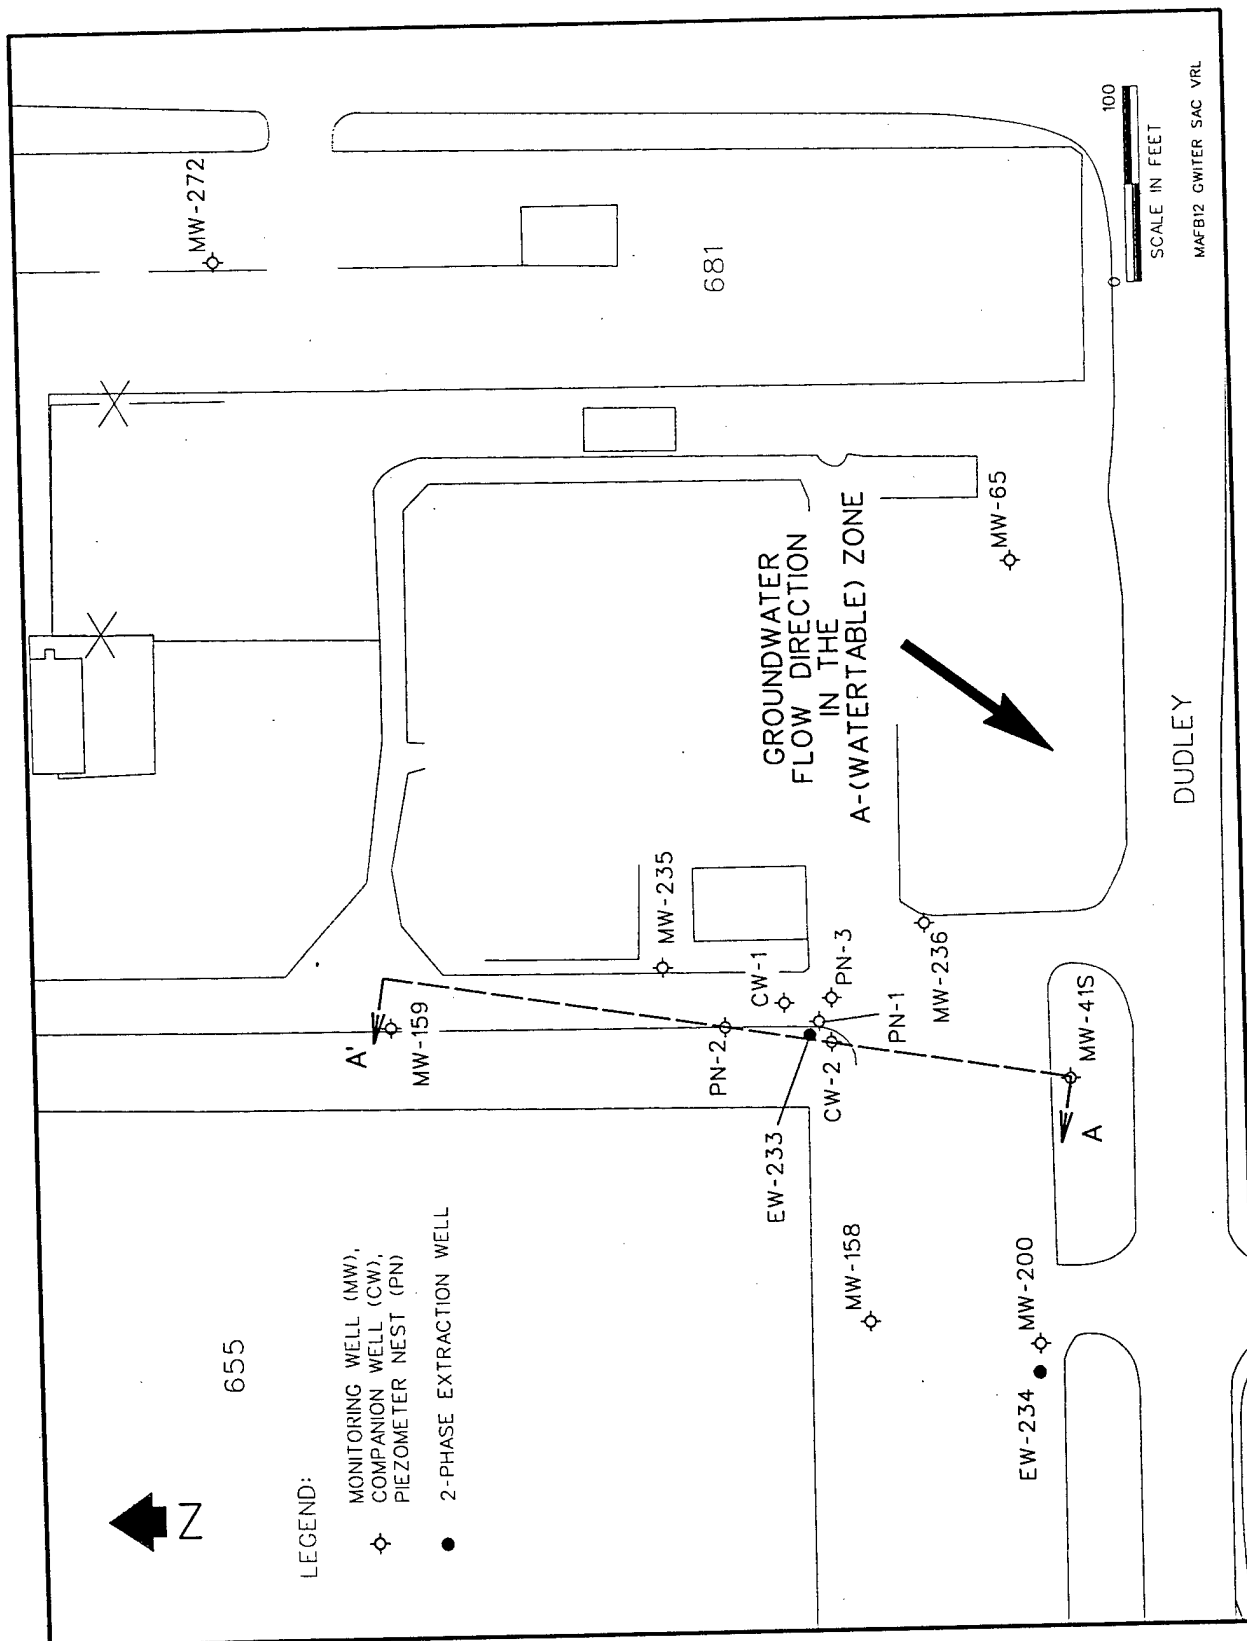 N
655
LEGEND:
MONITORING WELL (MW),
COMPANION WELL (CW),
PIEZOMETER NEST (PN)
2-PHASE EXTRACTION WELL
A'
MW-159
MW-235
MW-272
PN-2
CW-1
PN-3
PN-1
EW-233
CW-2
MW-236
MW-158
MW-200
EW-234
A
MW-41S
GROUNDWATER
FLOW DIRECTION
IN THE
A-(WATERTABLE) ZONE
681
MW-65
DUDLEY
0
100
SCALE IN FEET
MAFB12 GWITER SAC VRL